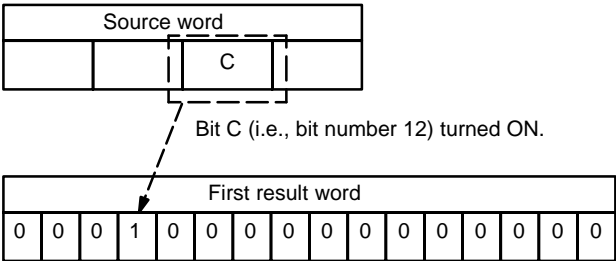 Source word
C
Bit C (i.e., bit number 12) turned ON.
First result word
0 0 0 1 0 0 0 0 0 0 0 0 0 0 0 0